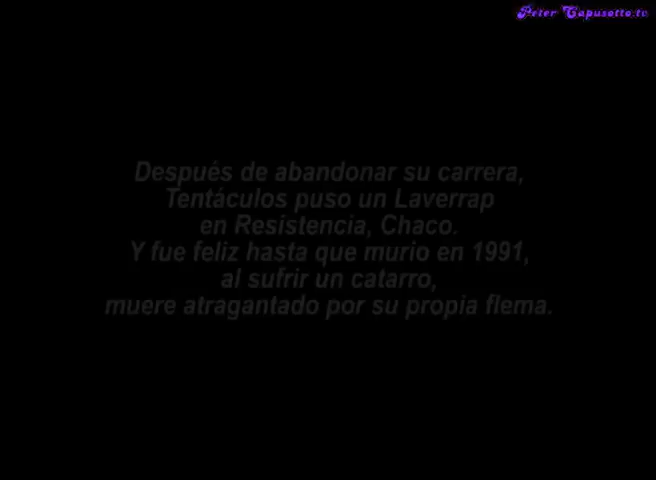 Peter Capusotto.tv
Después de abandonar su carrera,
Tentáculos puso un Laverrap
en Resistencia, Chaco.
Y fue feliz hasta que murio en 1991,
al sufrir un catarro,
muere atragantado por su propia flema.